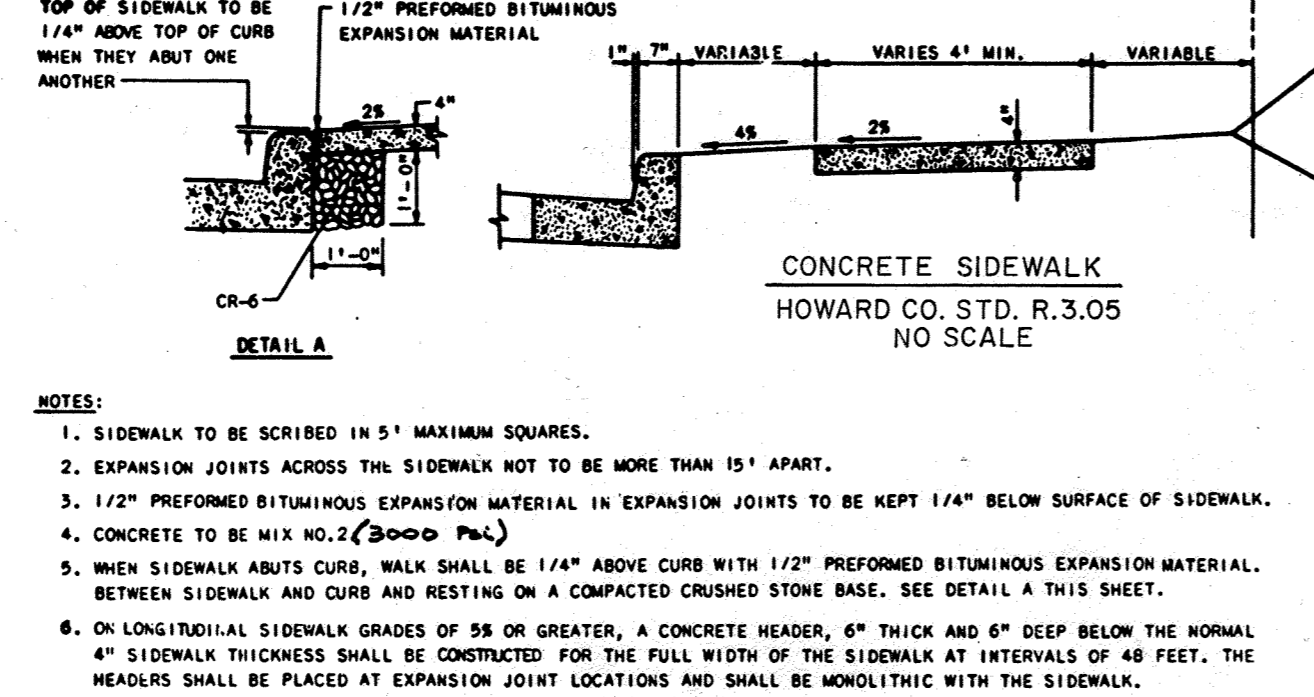 TOP OF SIDEWALK TO BE
1/4" ABOVE TOP OF CURB
WHEN THEY ABUT ONE
ANOTHER
1/2" PREFORMED BITUMINOUS
EXPANSION MATERIAL
2%
4"
1'-0"
1'-0"
CR-6
DETAIL A
1" 7" VARIABLE VARIES 4' MIN. VARIABLE
4% 2% 4"
CONCRETE SIDEWALK
HOWARD CO. STD. R.3.05
NO SCALE
NOTES:
1. SIDEWALK TO BE SCRIBED IN 5' MAXIMUM SQUARES.
2. EXPANSION JOINTS ACROSS THE SIDEWALK NOT TO BE MORE THAN 15' APART.
3. 1/2" PREFORMED BITUMINOUS EXPANSION MATERIAL IN EXPANSION JOINTS TO BE KEPT 1/4" BELOW SURFACE OF SIDEWALK.
4. CONCRETE TO BE MIX NO.2 (3000 Psi)
5. WHEN SIDEWALK ABUTS CURB, WALK SHALL BE 1/4" ABOVE CURB WITH 1/2" PREFORMED BITUMINOUS EXPANSION MATERIAL.
BETWEEN SIDEWALK AND CURB AND RESTING ON A COMPACTED CRUSHED STONE BASE. SEE DETAIL A THIS SHEET.
6. ON LONGITUDINAL SIDEWALK GRADES OF 5% OR GREATER, A CONCRETE HEADER, 6" THICK AND 6" DEEP BELOW THE NORMAL
4" SIDEWALK THICKNESS SHALL BE CONSTRUCTED FOR THE FULL WIDTH OF THE SIDEWALK AT INTERVALS OF 48 FEET. THE
HEADERS SHALL BE PLACED AT EXPANSION JOINT LOCATIONS AND SHALL BE MONOLITHIC WITH THE SIDEWALK.